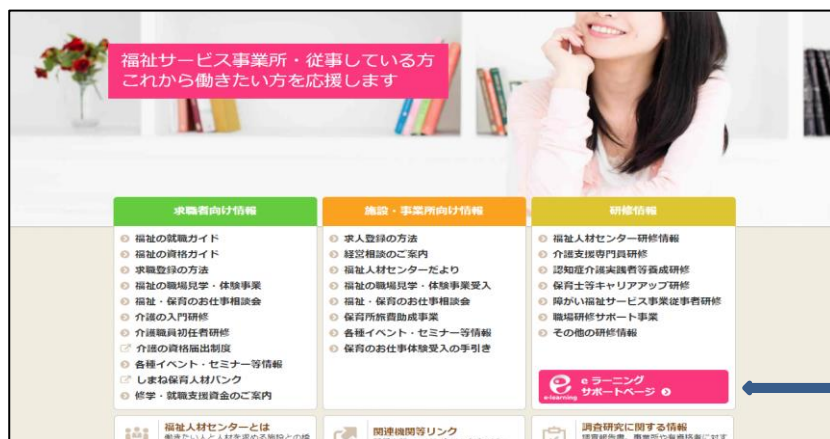 福祉サービス事業所・従事している方
これから働きたい方を応援します
求職者向け情報
福祉の就職ガイド
福祉の資格ガイド
求職登録の方法
福祉の職場見学・体験事業
福祉・保育のお仕事相談会
介護の入門研修
介護職員初任者研修
介護の資格届出制度
各種イベント・セミナー等情報
しまね保育人材バンク
修学・就職支援資金のご案内
施設・事業所向け情報
求人登録の方法
経営相談のご案内
福祉人材センターだより
福祉の職場見学・体験事業受入
福祉・保育のお仕事相談会
保育所旅費助成事業
各種イベント・セミナー等情報
保育のお仕事体験受入の手引き
研修情報
福祉人材センター研修情報
介護支援専門員研修
認知症介護実践者等養成研修
保育士等キャリアアップ研修
障がい福祉サービス事業従事者研修
職場研修サポート事業
その他の研修情報
e-learning
eラーニング
サポートページ
福祉人材センターとは
働きたい人と人材を求める施設との橋
関連機関等リンク
調査研究に関する情報